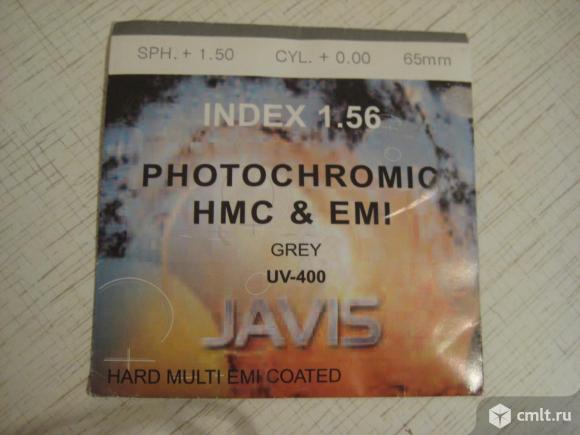 SPH. + 1.50 CYL. + 0.00 65mm
INDEX 1.56
PHOTOCHROMIC
HMC & EMI
GREY
UV-400
JAVIS
HARD MULTI EMI COATED
cmlt.ru